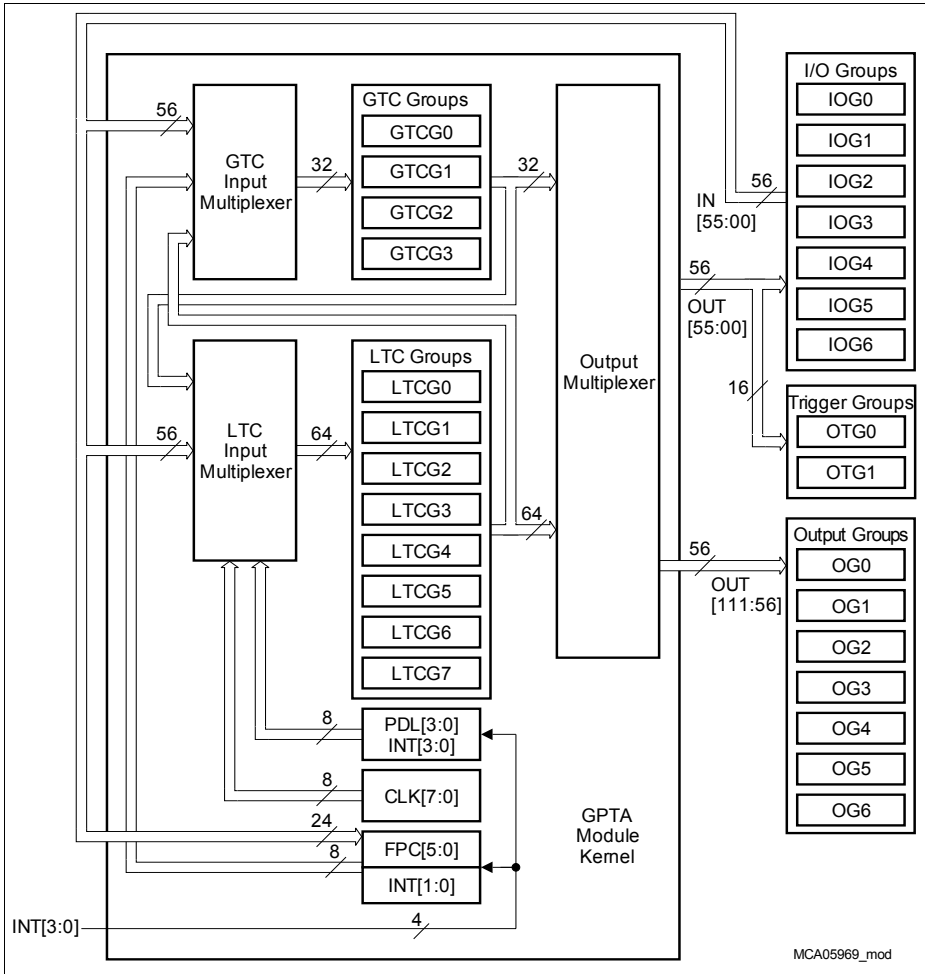 I/O Groups
IOG0
IOG1
IOG2
IOG3
IOG4
IOG5
IOG6
56
IN
[55:00]
56
GTC
Input
Multiplexer
32
GTC Groups
GTCG0
GTCG1
GTCG2
GTCG3
32
Output
Multiplexer
56
OUT
[55:00]
16
Trigger Groups
OTG0
OTG1
56
LTC
Input
Multiplexer
64
LTC Groups
LTCG0
LTCG1
LTCG2
LTCG3
LTCG4
LTCG5
LTCG6
LTCG7
64
56
OUT
[111:56]
Output Groups
OG0
OG1
OG2
OG3
OG4
OG5
OG6
8
PDL[3:0]
INT[3:0]
8
CLK[7:0]
24
8
FPC[5:0]
INT[1:0]
GPTA
Module
Kernel
INT[3:0]
4
MCA05969_mod